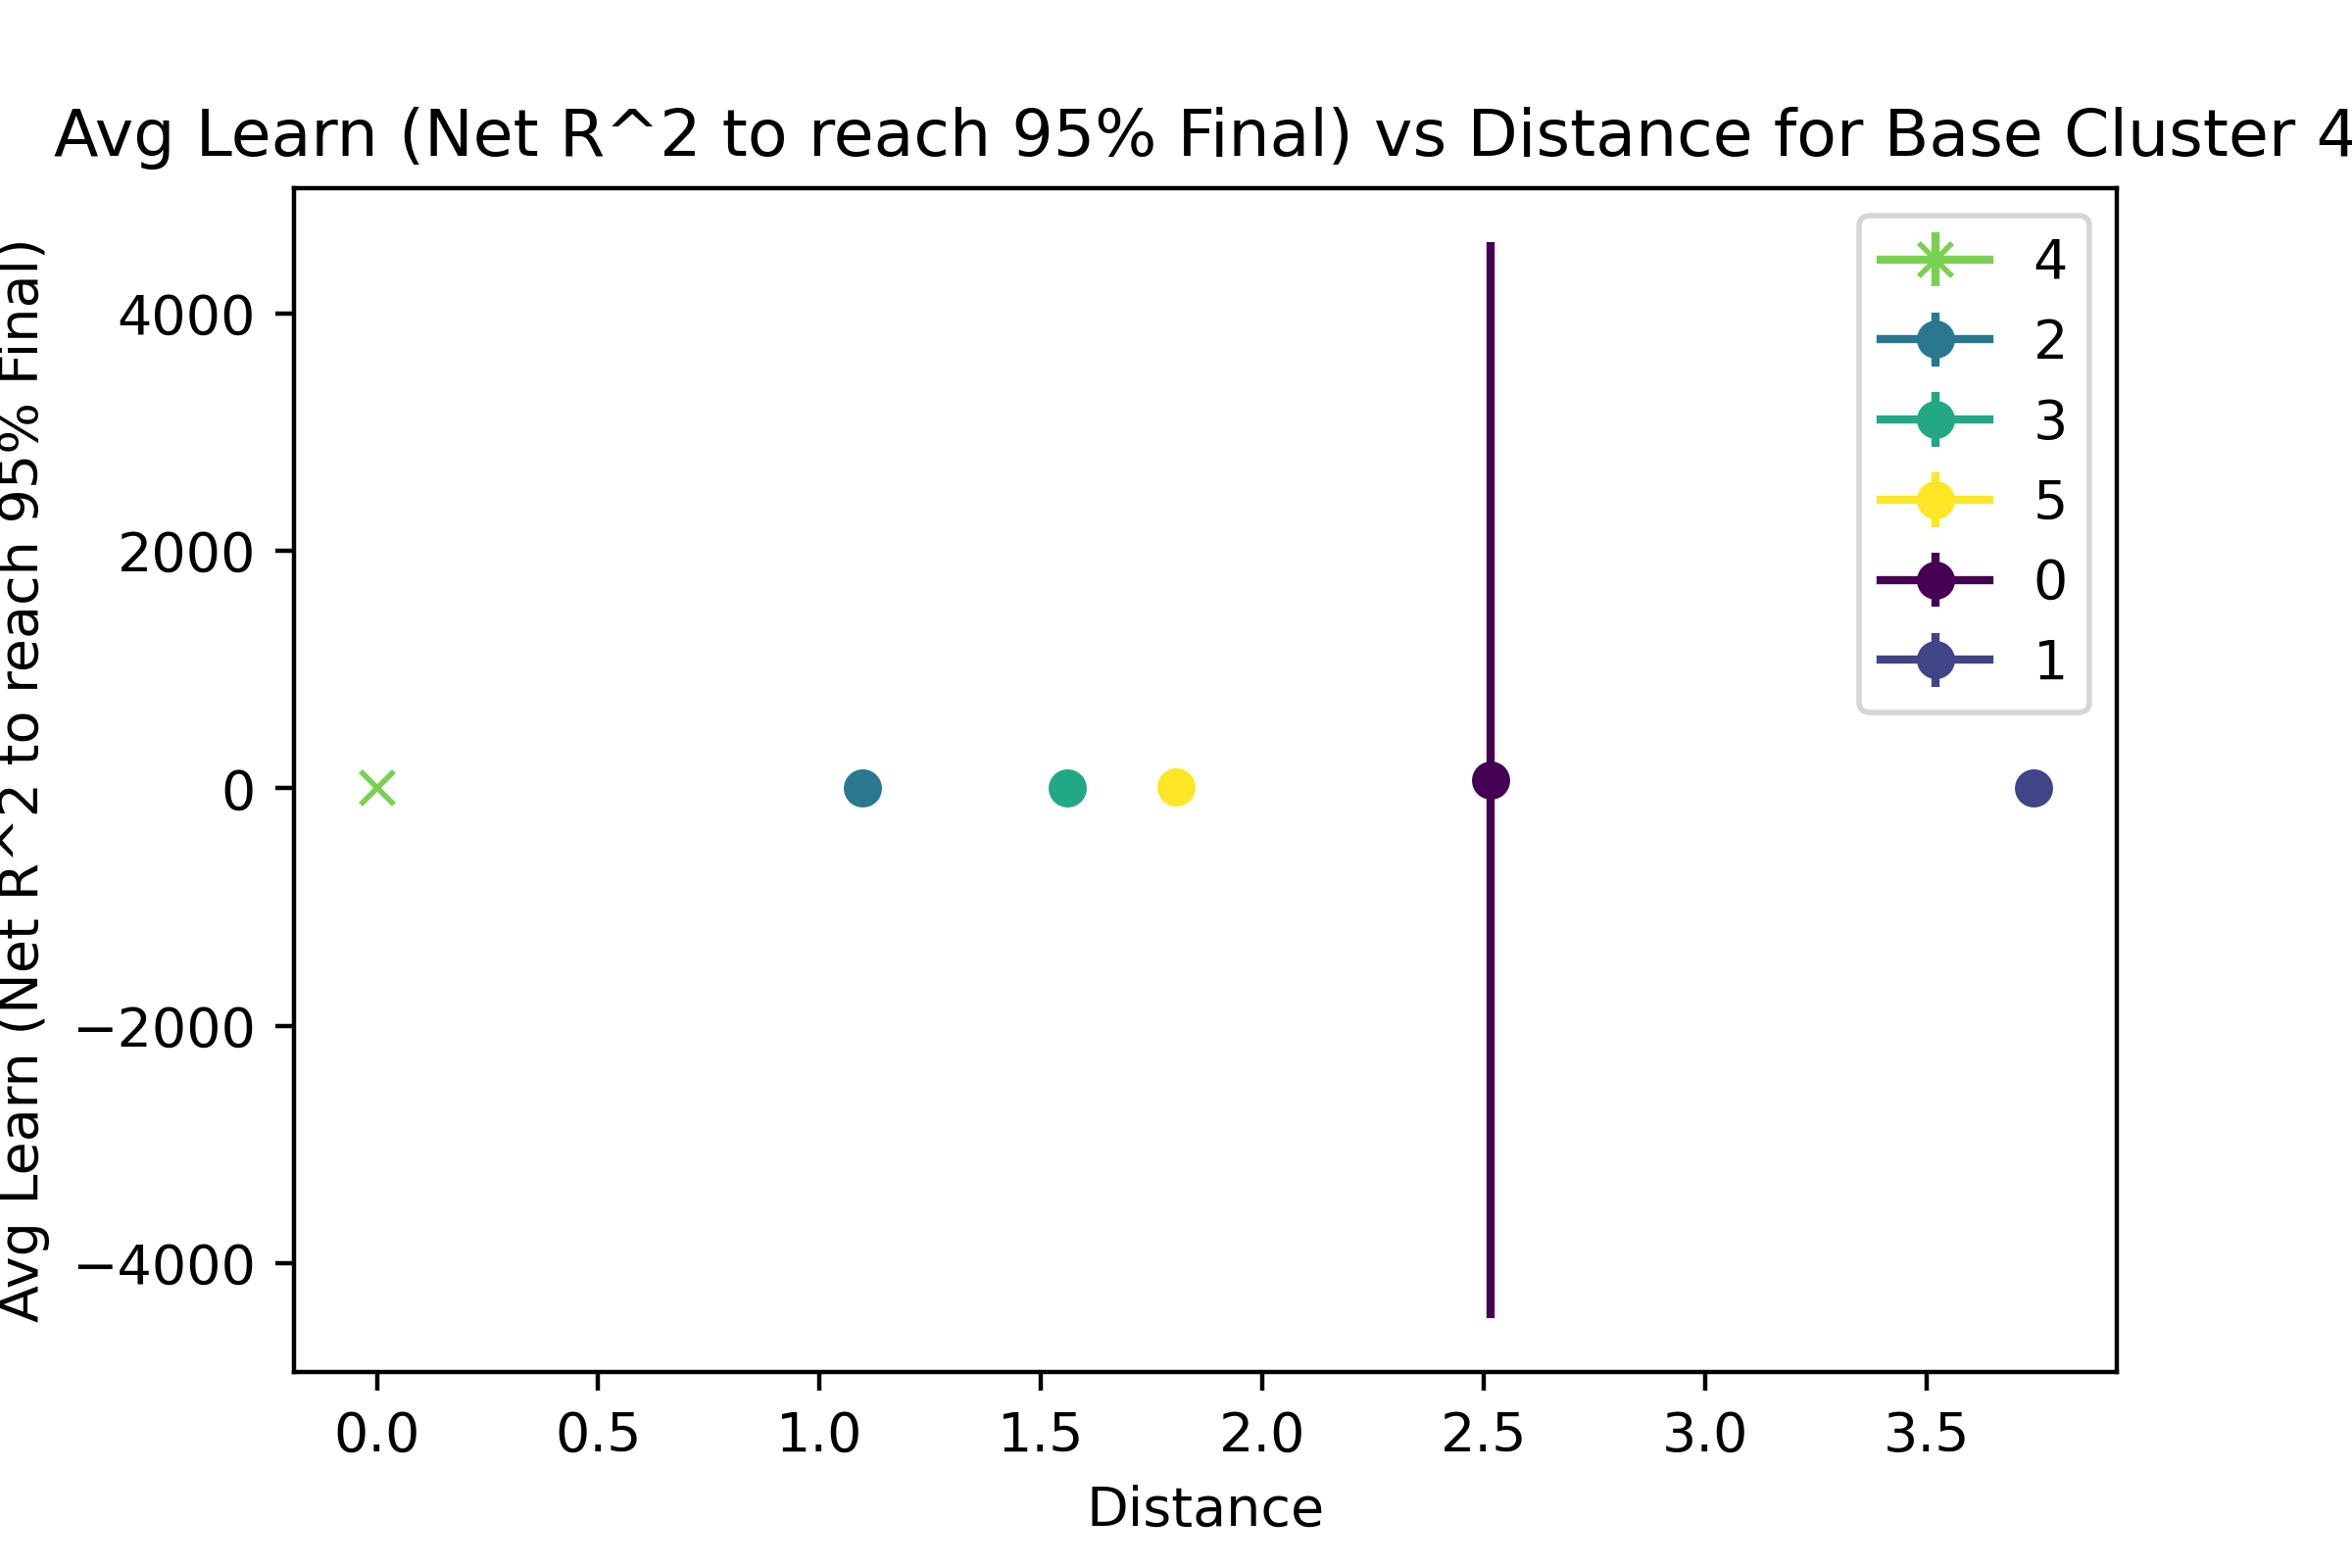 Avg Learn (Net R^2 to reach 95% Final) vs Distance for Base Cluster 4
Avg Learn (Net R^2 to reach 95% Final)
4000
2000
0
−2000
−4000
4
2
3
5
0
1
0.0 0.5 1.0 1.5 2.0 2.5 3.0 3.5
Distance